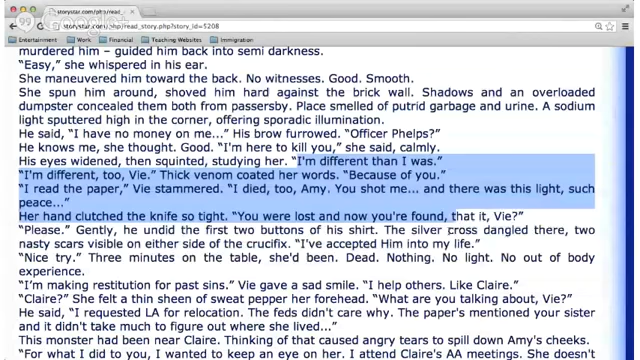 storystar.com/php/read_s
99
Google+
storystar.com/php/read_story.php?story_id=5208
Entertainment Work Financial Teaching Websites Immigration
murdered him – guided him back into semi darkness.
“Easy,” she whispered in his ear.
She maneuvered him toward the back. No witnesses. Good. Smooth.
She spun him around, shoved him hard against the brick wall. Shadows and an overloaded
dumpster concealed them both from passersby. Place smelled of putrid garbage and urine. A sodium
light sputtered high in the corner, offering sporadic illumination.
He said, “I have no money on me...” His brow furrowed. “Officer Phelps?”
He knows me, she thought. Good. “I'm here to kill you,” she said, calmly.
His eyes widened, then squinted, studying her. “I'm different than I was.”
“I'm different, too, Vie.” Thick venom coated her words. “Because of you.”
“I read the paper,” Vie stammered. “I died, too, Amy. You shot me... and there was this light, such
peace...”
Her hand clutched the knife so tight. “You were lost and now you're found, that it, Vie?”
“Please.” Gently, he undid the first two buttons of his shirt. The silver cross dangled there, two
nasty scars visible on either side of the crucifix. “I've accepted Him into my life.”
“Nice try.” Three minutes on the table, she'd been. Dead. Nothing. No light. No out of body
experience.
“I'm making restitution for past sins.” Vie gave a sad smile. “I help others. Like Claire.”
“Claire?” She felt a thin sheen of sweat pepper her forehead. “What are you talking about, Vie?”
He said, “I requested LA for relocation. The feds didn't care why. The paper's mentioned your sister
and it didn't take much to figure out where she lived...”
This monster had been near Claire. Thinking of that caused angry tears to spill down Amy's cheeks.
“For what I did to you, I wanted to keep an eye on her. I attend Claire's AA meetings. She doesn't